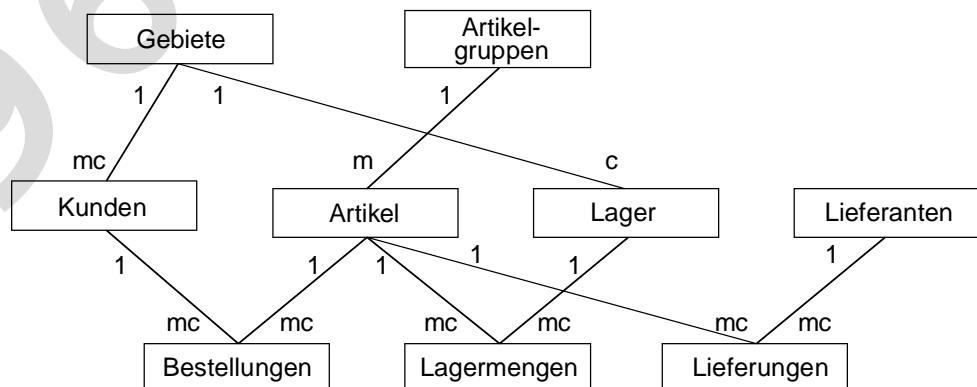 Gebiete
Artikel-
gruppen
1
1
1
mc
m
c
Kunden
Artikel
Lager
Lieferanten
1
1
1
1
1
1
mc
mc
mc
mc
mc
mc
Bestellungen
Lagermengen
Lieferungen